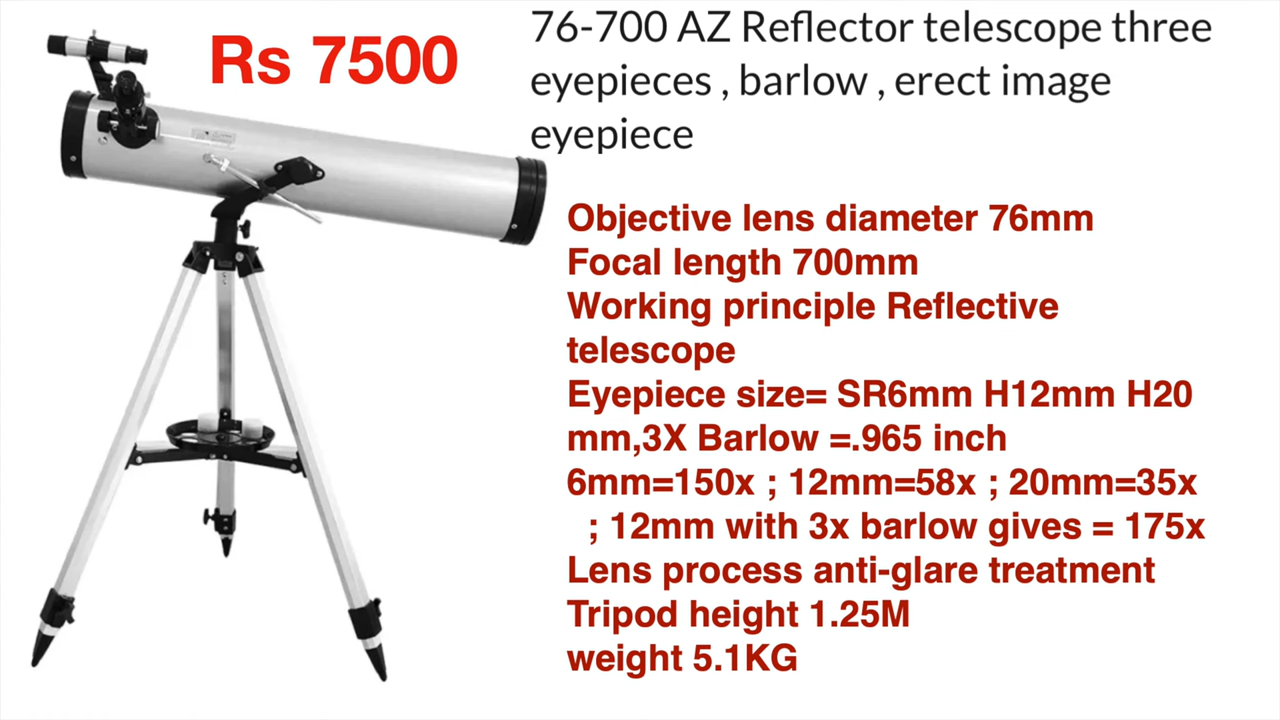 Rs 7500
76-700 AZ Reflector telescope three
eyepieces , barlow , erect image
eyepiece
Objective lens diameter 76mm
Focal length 700mm
Working principle Reflective
telescope
Eyepiece size= SR6mm H12mm H20
mm,3X Barlow =.965 inch
6mm=150x ; 12mm=58x ; 20mm=35x
; 12mm with 3x barlow gives = 175x
Lens process anti-glare treatment
Tripod height 1.25M
weight 5.1KG